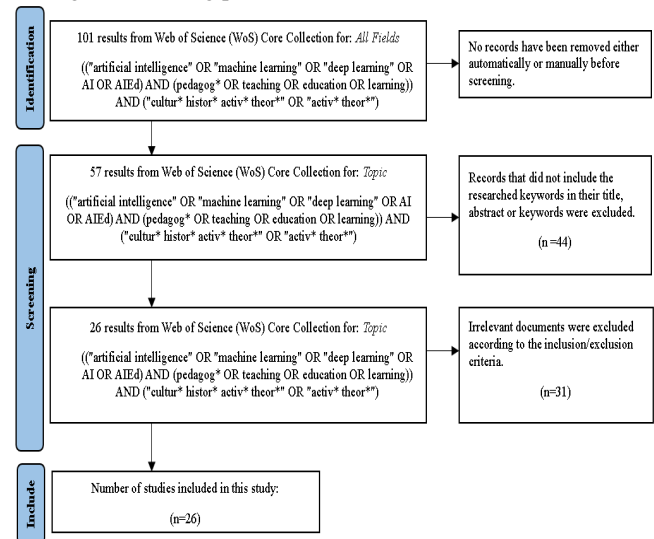 Identification
101 results from Web of Science (WoS) Core Collection for: All Fields
(("artificial intelligence" OR "machine learning" OR "deep learning" OR
AI OR AIEd) AND (pedagog* OR teaching OR education OR learning))
AND ("cultur* histor* activ* theor*" OR "activ* theor*")
No records have been removed either
automatically or manually before
screening.
Screening
57 results from Web of Science (WoS) Core Collection for: Topic
(("artificial intelligence" OR "machine learning" OR "deep learning" OR AI
OR AIEd) AND (pedagog* OR teaching OR education OR learning)) AND
("cultur* histor* activ* theor*" OR "activ* theor*")
Records that did not include the
researched keywords in their title,
abstract or keywords were excluded.
(n =44)
26 results from Web of Science (WoS) Core Collection for: Topic
(("artificial intelligence" OR "machine learning" OR "deep learning" OR
AI OR AIEd) AND (pedagog* OR teaching OR education OR learning))
AND ("cultur* histor* activ* theor*" OR "activ* theor*")
Irrelevant documents were excluded
according to the inclusion/exclusion
criteria.
(n=31)
Include
Number of studies included in this study:
(n=26)